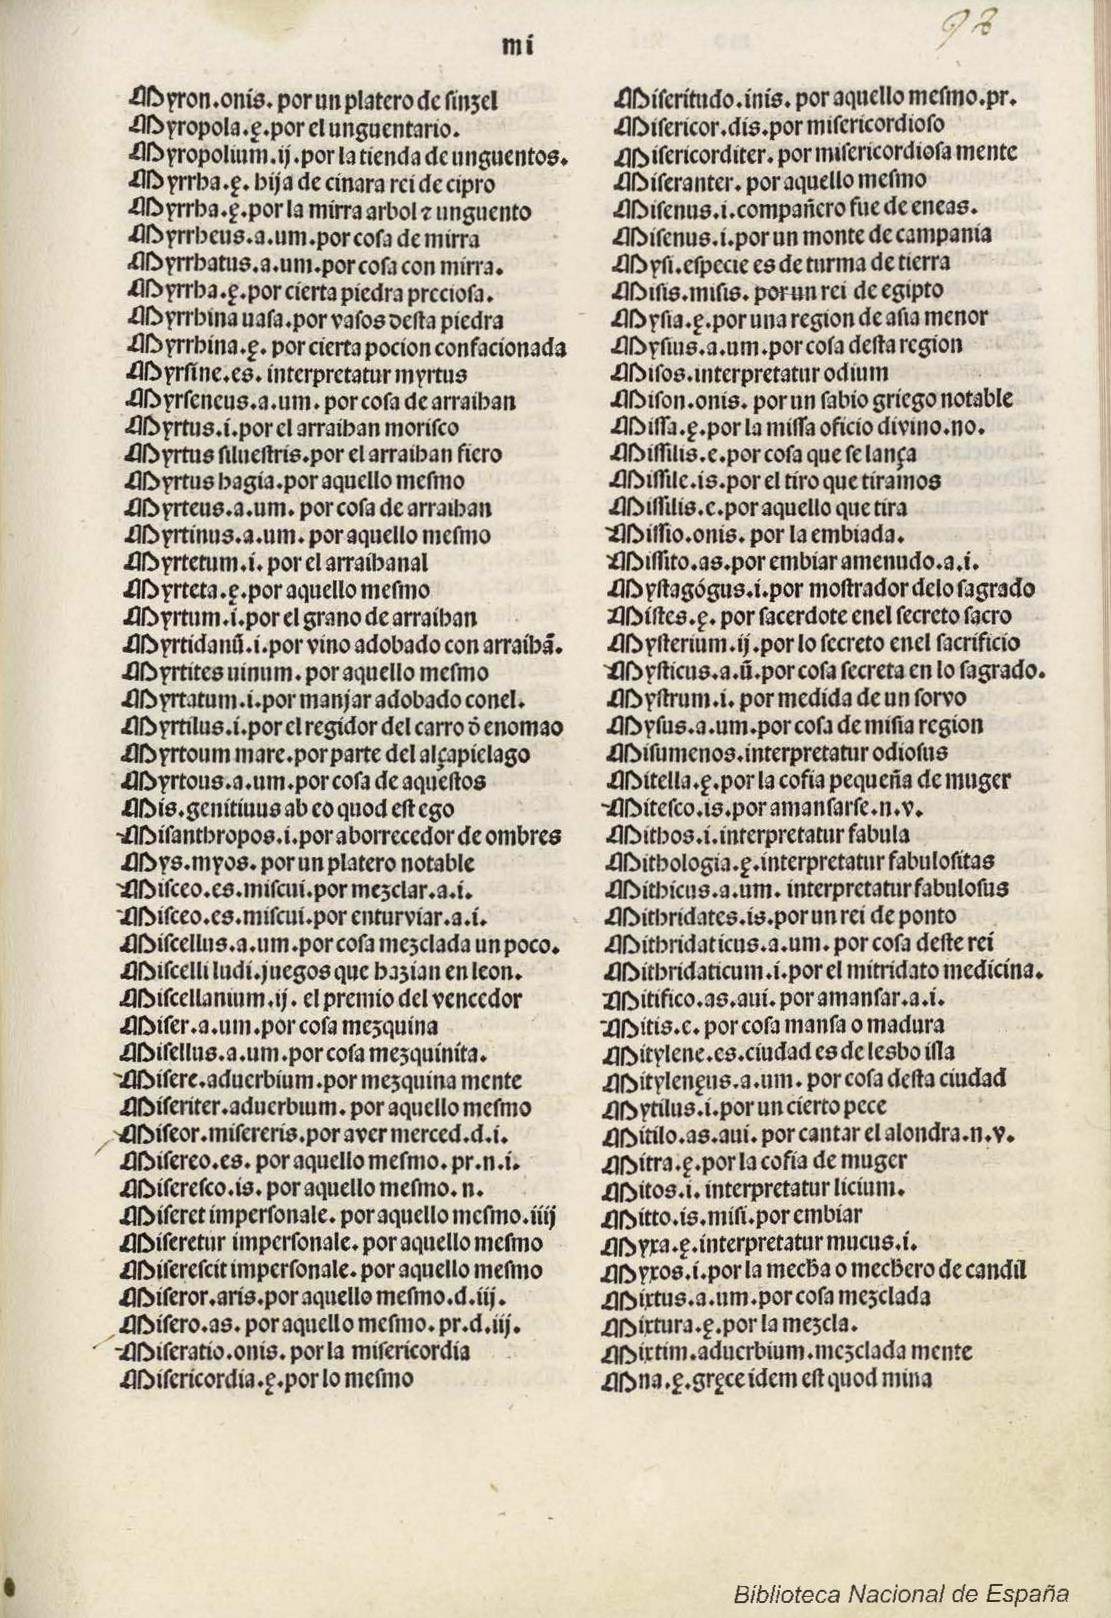 mi
98
Myron.onis. por un platero de sinzel
Myropola.ę.por el unguentario.
Myropolium.ij.por la tienda de unguentos.
Myrrha.ę. hija de cinara rei de cipro
Myrrha.ę.por la mirra arbol ⁊ unguento
Myrrheus.a.um.por cosa de mirra
Myrrhatus.a.um.por cosa con mirra.
Myrrha.ę.por cierta piedra preciosa.
Myrrhina uasa.por vasos desta piedra
Myrrhina.ę. por cierta pocion confacionada
Myrsine.es. interpretatur myrtus
Myrseneus.a.um. por cosa de arraihan
Myrtus.i.por el arraihan morisco
Myrtus siluestris.por el arraihan fiero
Myrtus hagia.por aquello mesmo
Myrteus.a.um. por cosa de arraihan
Myrtinus.a.um. por aquello mesmo
Myrtetum.i. por el arraihanal
Myrteta.ę.por aquello mesmo
Myrtum.i.por el grano de arraihan
Myrtidanũ.i.por vino adobado con arraihã.
Myrtites uinum. por aquello mesmo
Myrtatum.i.por manjar adobado conel.
Myrtilus.i.por el regidor del carro õ enomao
Myrtoum mare.por parte del alçapielago
Myrtous.a.um.por cosa de aquestos
Mis.genitiuus ab eo quod est ego
Misanthropos.i.por aborrecedor de ombres
Mys.myos. por un platero notable
Misceo.es.miscui.por mezclar.a.i.
Misceo.es.miscui.por enturviar.a.i.
Miscellus.a.um.por cosa mezclada un poco.
Miscelli ludi.juegos que hazian en leon.
Miscellanium.ij. el premio del vencedor
Miser.a.um.por cosa mezquina
Misellus.a.um.por cosa mezquinita.
Misere.aduerbium.por mezquina mente
Miseriter.aduerbium. por aquello mesmo
Miseor.misereris.por aver merced.d.i.
Misereo.es. por aquello mesmo. pr.n.i.
Miseresco.is. por aquello mesmo. n.
Miseret impersonale. por aquello mesmo.iiij
Miseretur impersonale. por aquello mesmo
Miserescit impersonale. por aquello mesmo
Miseror.aris.por aquello mesmo.d.iij.
Misero.as. por aquello mesmo. pr.d.iij.
Miseratio.onis. por la misericordia
Misericordia.ę.por lo mesmo
Miseritudo.inis. por aquello mesmo.pr.
Misericor.dis.por misericordioso
Misericorditer. por misericordiosa mente
Miseranter. por aquello mesmo
Misenus.i.compañero fue de eneas.
Misenus.i.por un monte de campania
Mysi.especie es de turma de tierra
Misis.misis. por un rei de egipto
Mysia.ę.por una region de asia menor
Mysius.a.um.por cosa desta region
Misos.interpretatur odium
Mison.onis. por un sabio griego notable
Missa.ę.por la missa oficio divino.no.
Missilis.e.por cosa que se lança
Missile.is.por el tiro que tiramos
Missilis.e.por aquello que tira
Missio.onis. por la embiada.
Missito.as.por embiar amenudo.a.i.
Mystagógus.i.por mostrador delo sagrado
Mistes.ę. por sacerdote enel secreto sacro
Mysterium.ij.por lo secreto enel sacrificio
Mysticus.a.ũ.por cosa secreta en lo sagrado.
Mystrum.i. por medida de un sorvo
Mysus.a.um.por cosa de misia region
Misumenos.interpretatur odiosus
Mitella.ę.por la cofia pequeña de muger
Mitesco.is.por amansarse.n.v.
Mithos.i.interpretatur fabula
Mithologia.ę.interpretatur fabulositas
Mithicus.a.um. interpretatur fabulosus
Mithridates.is.por un rei de ponto
Mithridaticus.a.um. por cosa deste rei
Mithridaticum.i.por el mitridato medicina.
Mitifico.as.aui. por amansar.a.i.
Mitis.e. por cosa mansa o madura
Mitylene.es.ciudad es de lesbo isla
Mitylenęus.a.um. por cosa desta ciudad
Mytilus.i.por un cierto pece
Mitilo.as.aui. por cantar el alondra.n.v.
Mitra.ę.por la cofia de muger
Mitos.i. interpretatur licium.
Mitto.is.misi.por embiar
Myxa.ę.interpretatur mucus.i.
Myxos.i.por la mecha o mechero de candil
Mixtus.a.um.por cosa mezclada
Mixtura.ę.por la mezcla.
Mixtim.aduerbium.mezclada mente
Mna.ę.gręce idem est quod mina
Biblioteca Nacional de España